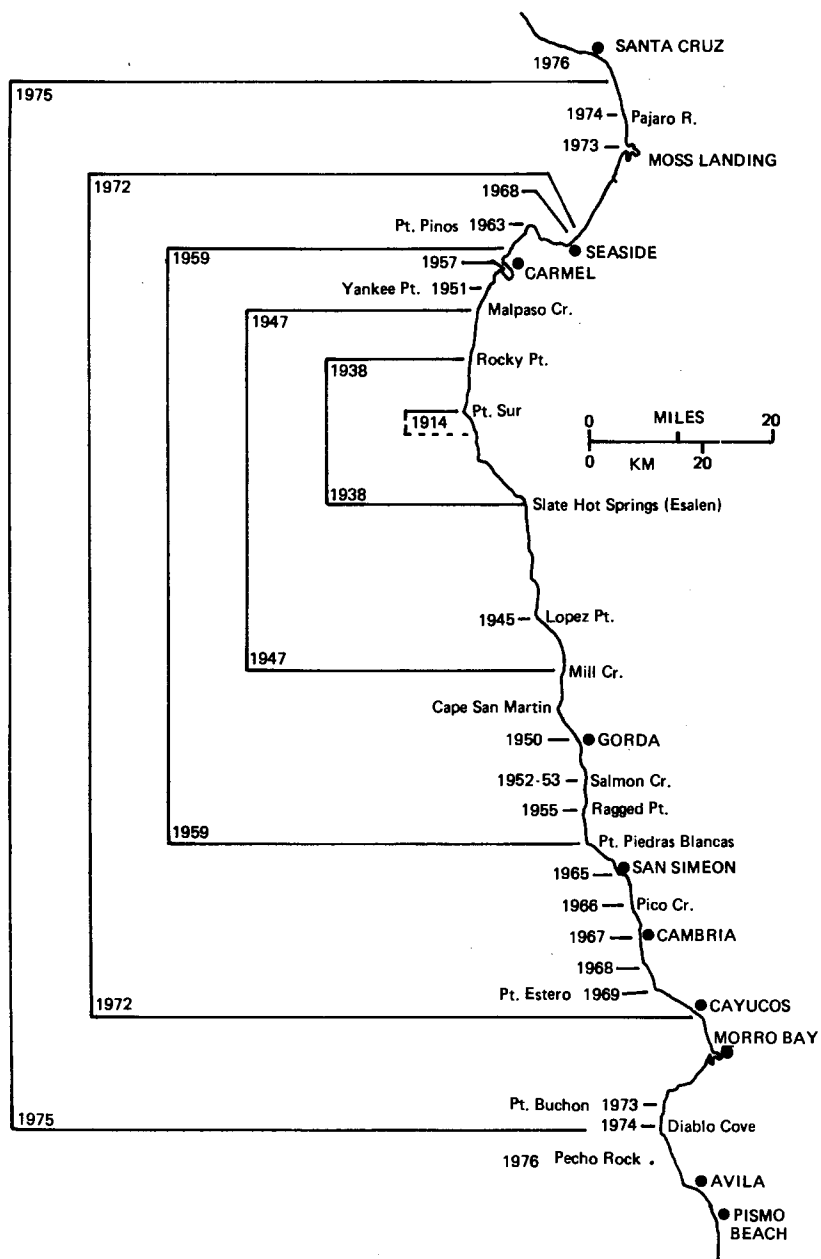 SANTA CRUZ
1976
1975
1974 Pajaro R.
1973
MOSS LANDING
1972
1968
Pt. Pinos 1963
1959
SEASIDE
1957
CARMEL
Yankee Pt. 1951
1947
Malpaso Cr.
1938
Rocky Pt.
1914
Pt. Sur
0 MILES 20
0 KM 20
1938
Slate Hot Springs (Esalen)
1945 Lopez Pt.
1947
Mill Cr.
Cape San Martin
1950 GORDA
1952-53 Salmon Cr.
1955 Ragged Pt.
1959
Pt. Piedras Blancas
1965 SAN SIMEON
1966 Pico Cr.
1967 CAMBRIA
1968
Pt. Estero 1969
1972
CAYUCOS
MORRO BAY
Pt. Buchon 1973
1975
1974 Diablo Cove
1976 Pecho Rock
AVILA
PISMO
BEACH